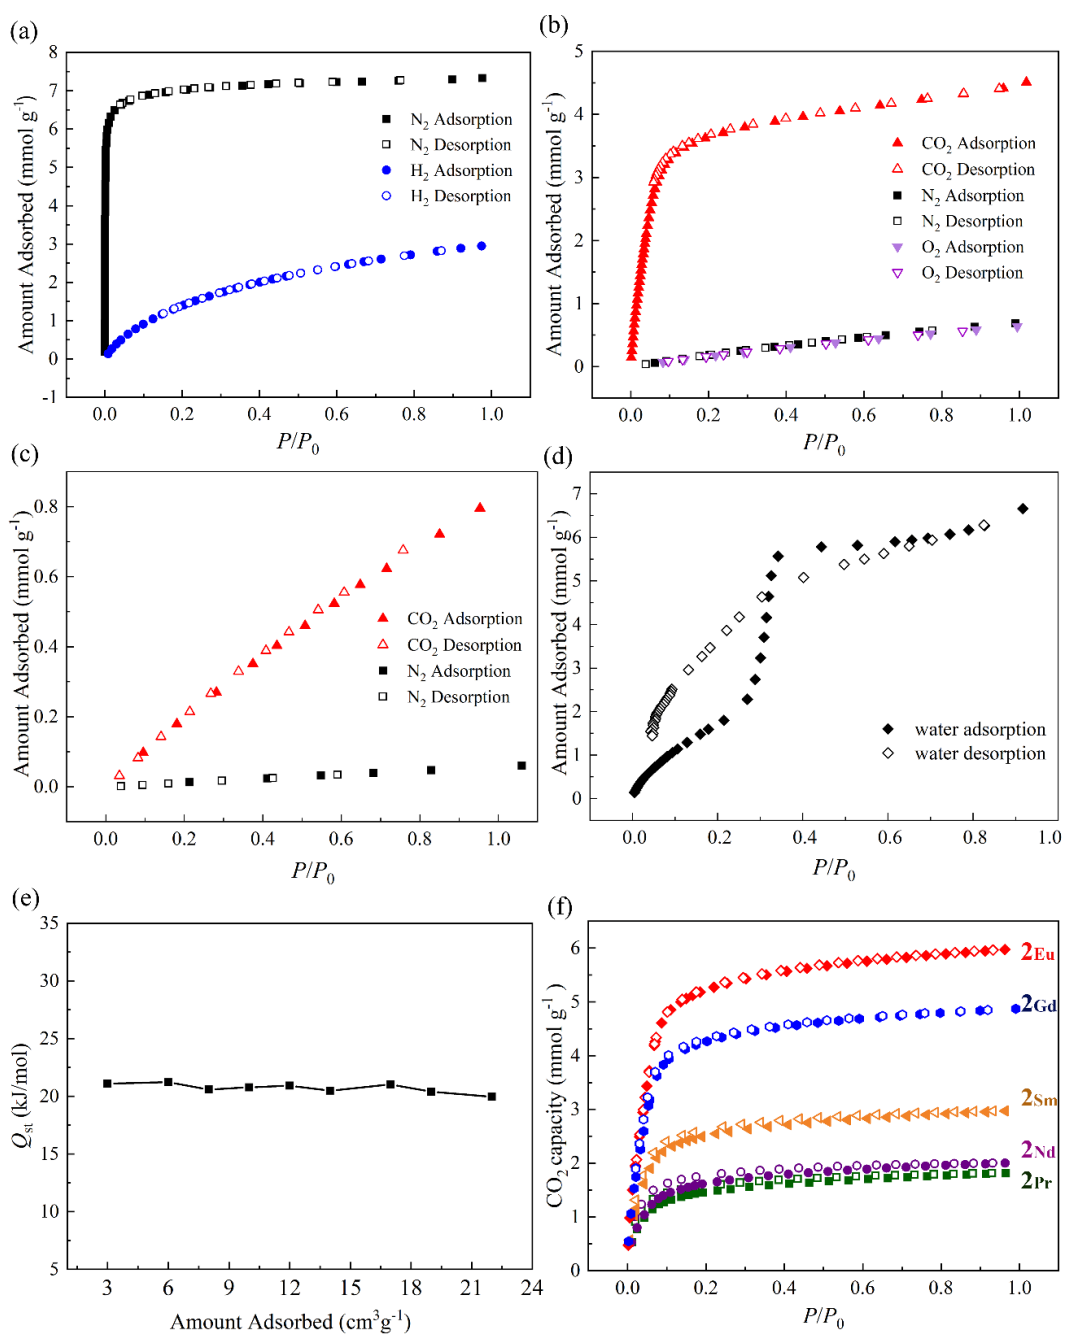 (a)
8
7
6
5
4
3
2
1
0
-1
Amount Adsorbed (mmol g⁻¹)
N₂ Adsorption
N₂ Desorption
H₂ Adsorption
H₂ Desorption
0.0 0.2 0.4 0.6 0.8 1.0
P/P₀
(b)
5
4
3
2
1
0
Amount Adsorbed (mmol g⁻¹)
CO₂ Adsorption
CO₂ Desorption
N₂ Adsorption
N₂ Desorption
O₂ Adsorption
O₂ Desorption
0.0 0.2 0.4 0.6 0.8 1.0
P/P₀
(c)
0.8
0.6
0.4
0.2
0.0
Amount Adsorbed (mmol g⁻¹)
CO₂ Adsorption
CO₂ Desorption
N₂ Adsorption
N₂ Desorption
0.0 0.2 0.4 0.6 0.8 1.0
P/P₀
(d)
7
6
5
4
3
2
1
0
Amount Adsorbed (mmol g⁻¹)
water adsorption
water desorption
0.0 0.2 0.4 0.6 0.8 1.0
P/P₀
(e)
35
30
25
20
15
10
5
Qst (kJ/mol)
3 6 9 12 15 18 21 24
Amount Adsorbed (cm³g⁻¹)
(f)
6
5
4
3
2
1
0
CO₂ capacity (mmol g⁻¹)
2Eu
2Gd
2Sm
2Nd
2Pr
0.0 0.2 0.4 0.6 0.8 1.0
P/P₀